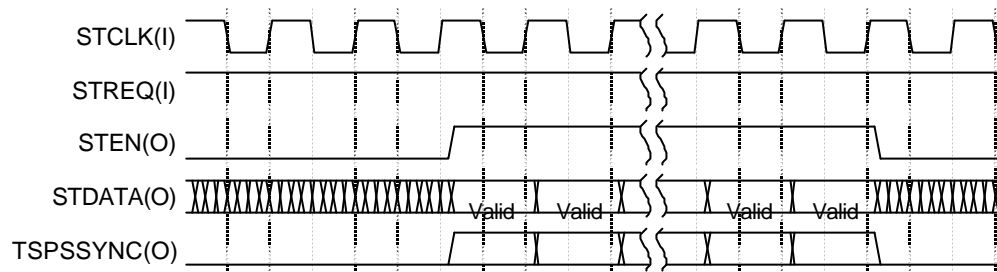 STCLK(I)
STREQ(I)
STEN(O)
STDATA(O)
Valid Valid Valid Valid
TSPSSYNC(O)